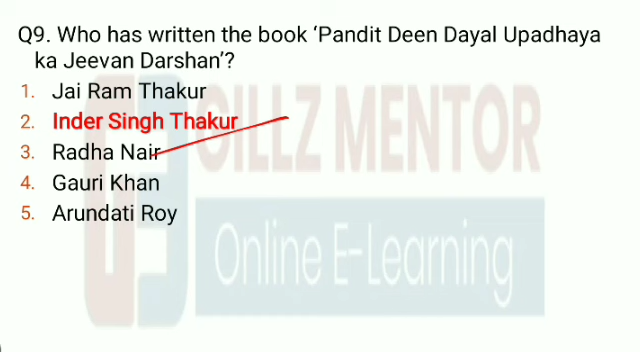 Q9. Who has written the book ‘Pandit Deen Dayal Upadhaya
ka Jeevan Darshan’?
1. Jai Ram Thakur
2. Inder Singh Thakur
3. Radha Nair
4. Gauri Khan
5. Arundati Roy
GILLZ MENTOR
Online E-Learning